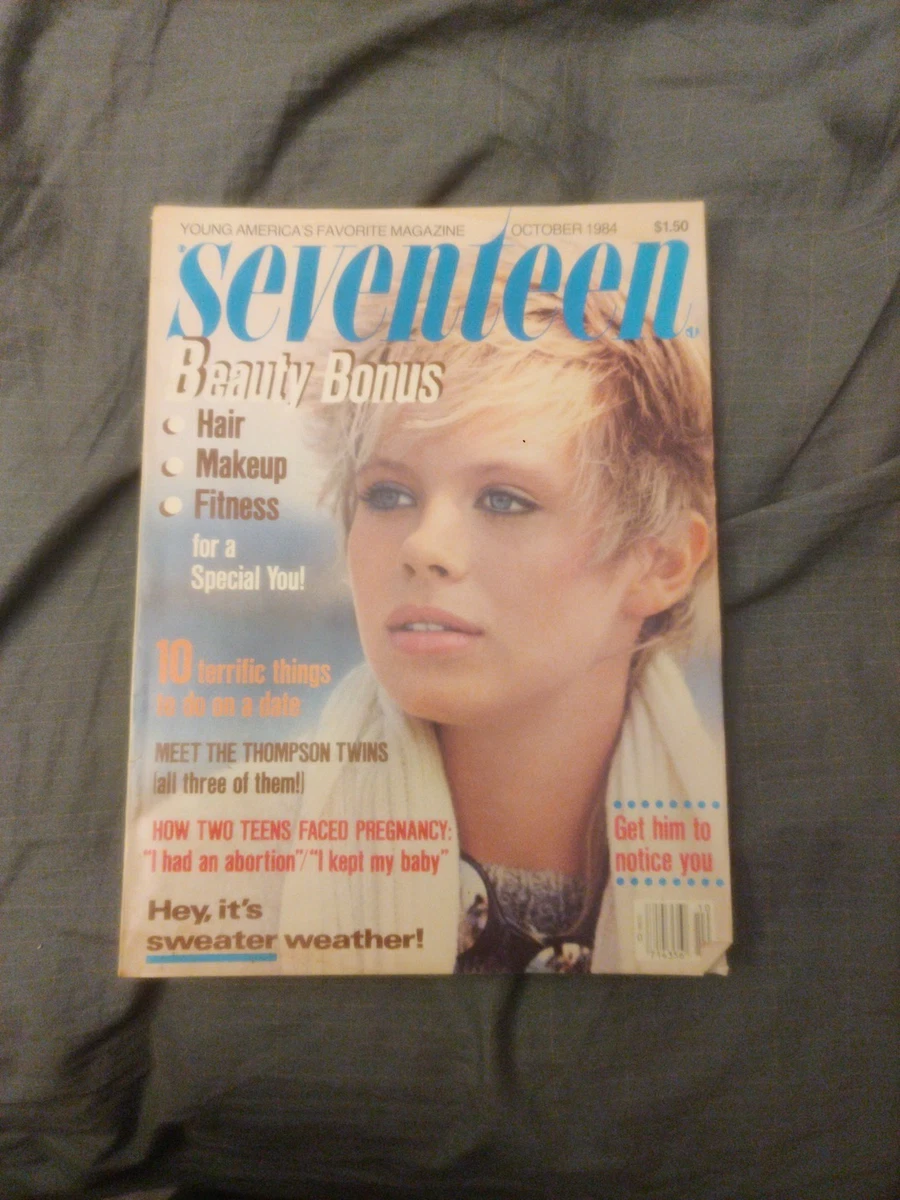 YOUNG AMERICA'S FAVORITE MAGAZINE OCTOBER 1984 $1.50
seventeen
Beauty Bonus
Hair
Makeup
Fitness
for a
Special You!
10 terrific things
to do on a date
MEET THE THOMPSON TWINS
(all three of them!)
HOW TWO TEENS FACED PREGNANCY:
"I had an abortion"/"I kept my baby"
Get him to
notice you
Hey, it's
sweater weather!